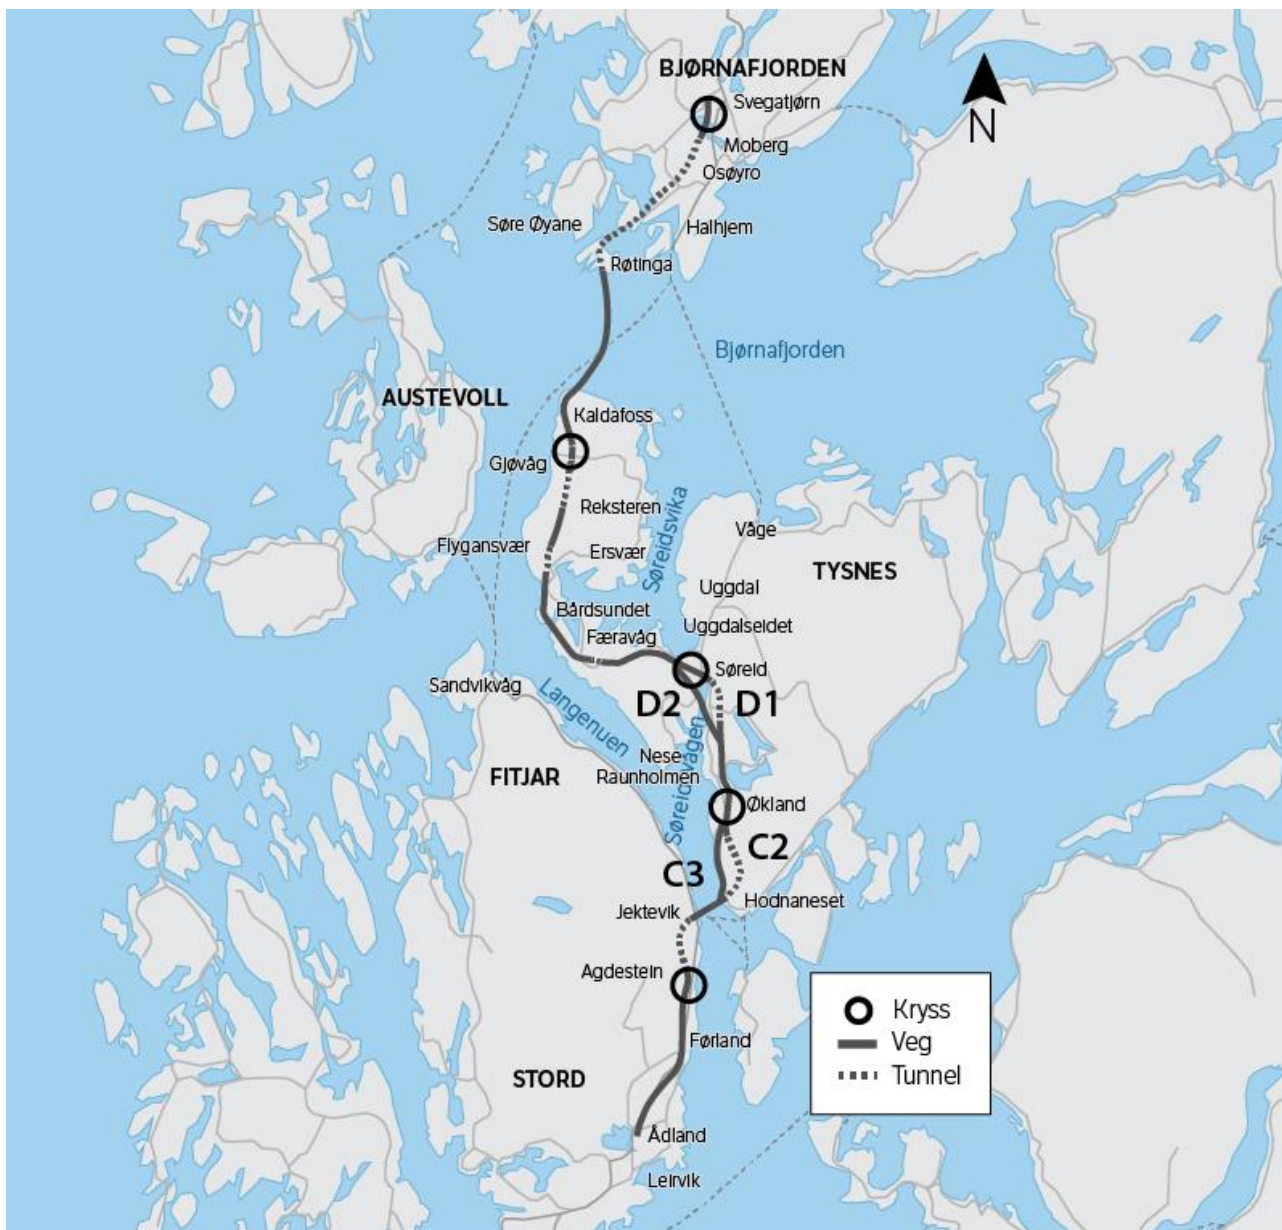 BJØRNAFJORDEN
Svegatjørn
N
Moberg
Osøyro
Søre Øyane
Halhjem
Røtinga
Bjørnafjorden
AUSTEVOLL
Kaldafoss
Gjøvåg
Reksteren
Søreidsvika
Våge
Flygansvær
Ersvær
TYSNES
Uggdal
Bårdsundet
Uggdalseidet
Færavåg
Søreid
Sandvikvåg
Langenuen
D2
D1
Nese
Raunholmen
Søreidsvågen
FITJAR
Økland
C2
C3
Hodnaneset
Jektevik
Agdestein
Kryss
Veg
Tunnel
Førland
STORD
Ådland
Leirvik